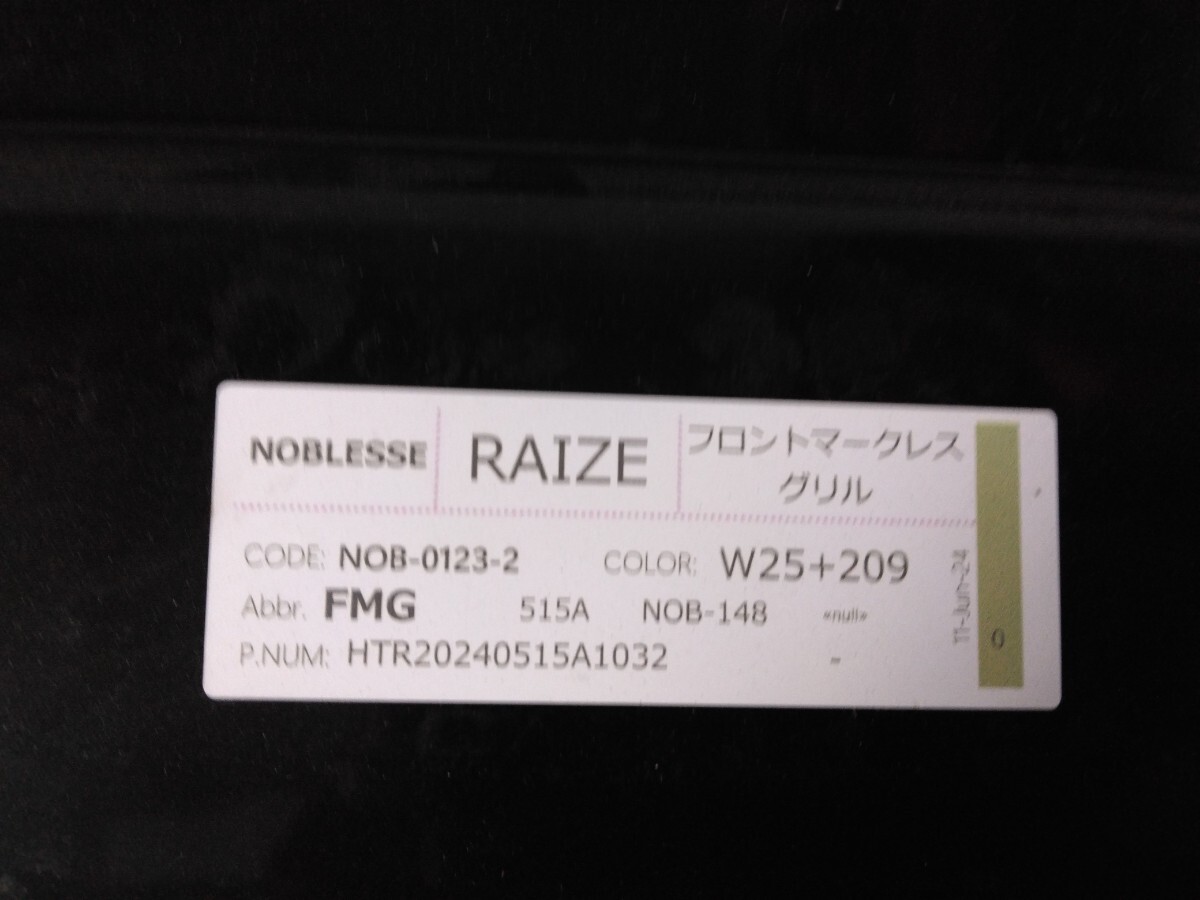 NOBLESSE
RAIZE
フロントマークレス
グリル
CODE: NOB-0123-2 COLOR: W25+209
Abbr. FMG 515A NOB-148 «null»
P.NUM: HTR20240515A1032 -
11-Jun-24
0